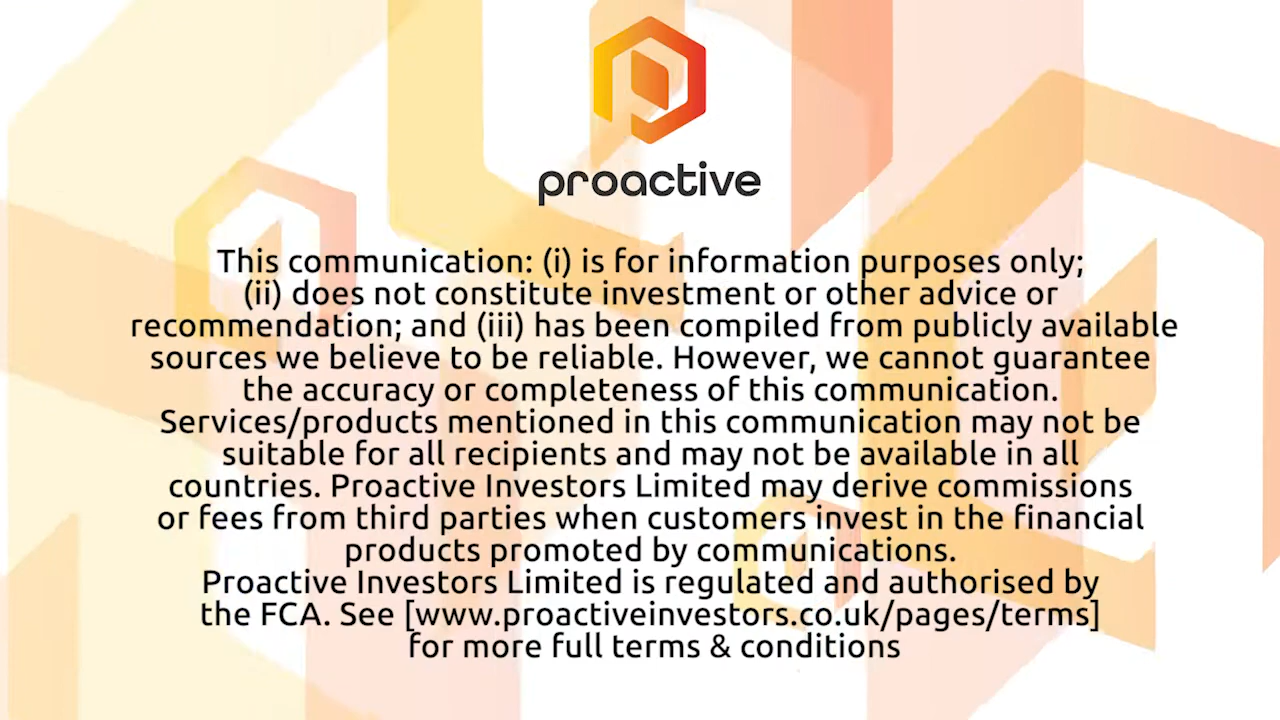 proactive
This communication: (i) is for information purposes only;
(ii) does not constitute investment or other advice or
recommendation; and (iii) has been compiled from publicly available
sources we believe to be reliable. However, we cannot guarantee
the accuracy or completeness of this communication.
Services/products mentioned in this communication may not be
suitable for all recipients and may not be available in all
countries. Proactive Investors Limited may derive commissions
or fees from third parties when customers invest in the financial
products promoted by communications.
Proactive Investors Limited is regulated and authorised by
the FCA. See [www.proactiveinvestors.co.uk/pages/terms]
for more full terms & conditions